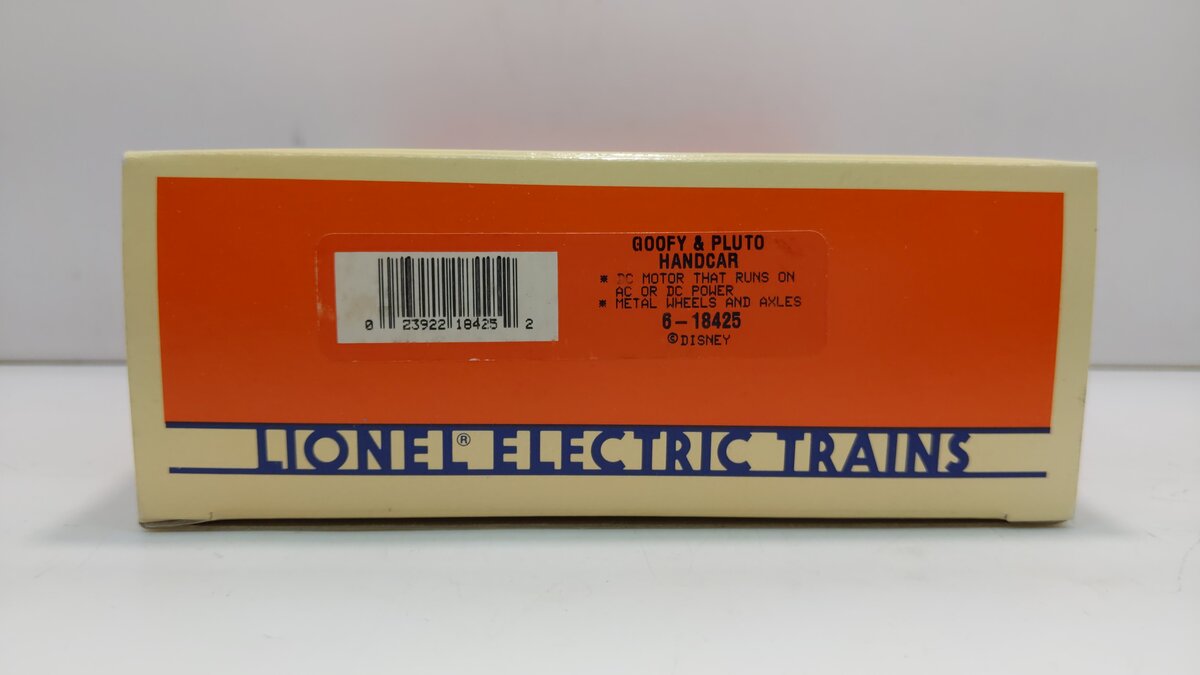 GOOFY & PLUTO
HANDCAR
* DC MOTOR THAT RUNS ON
AC OR DC POWER
* METAL WHEELS AND AXLES
6-18425
©DISNEY
0 23922 18425 2
LIONEL® ELECTRIC TRAINS